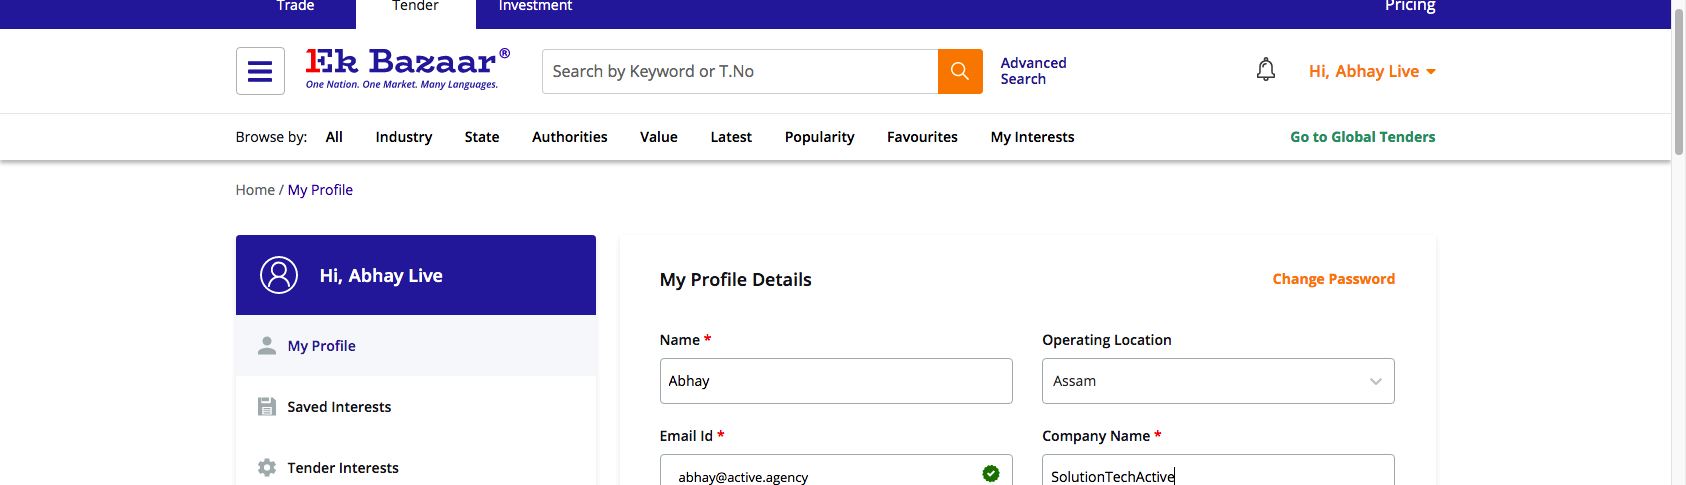 Trade Tender Investment Pricing
Ek Bazaar®
One Nation. One Market. Many Languages.
Search by Keyword or T.No
Advanced
Search
Hi, Abhay Live
Browse by: All Industry State Authorities Value Latest Popularity Favourites My Interests Go to Global Tenders
Home / My Profile
Hi, Abhay Live
My Profile
Saved Interests
Tender Interests
My Profile Details Change Password
Name * Operating Location
Abhay Assam
Email Id * Company Name *
abhay@active.agency SolutionTechActive